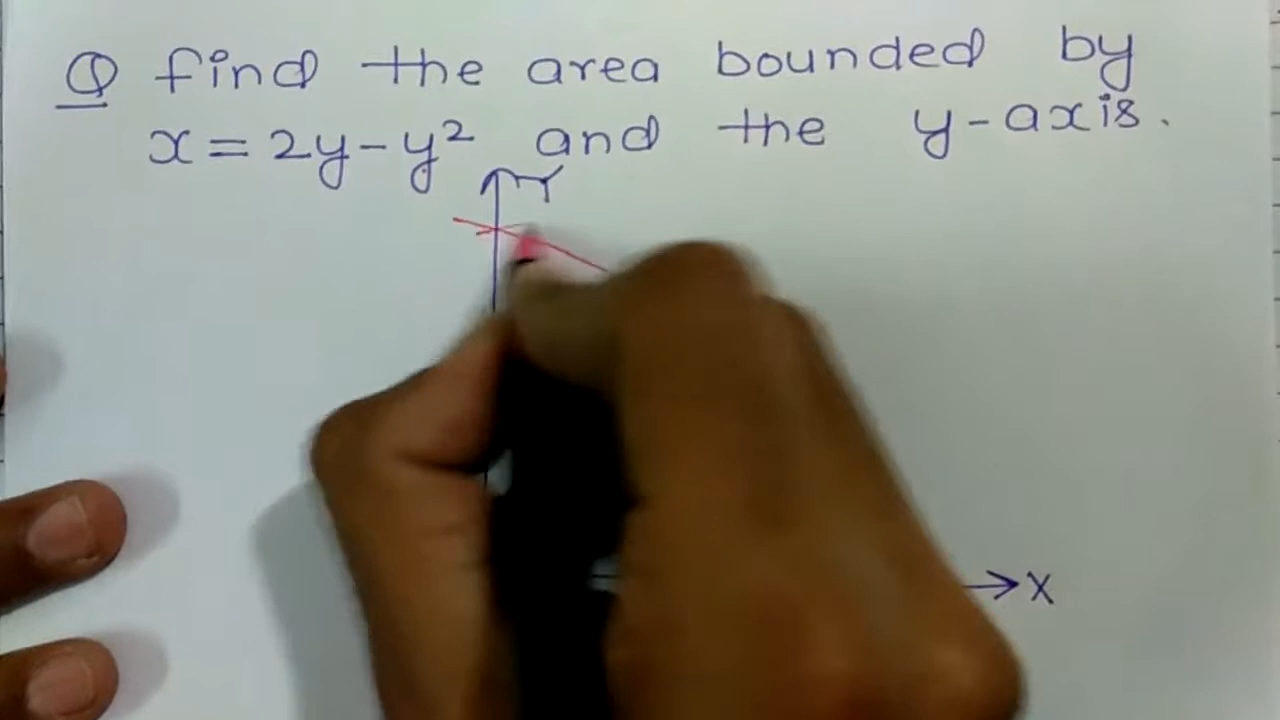 Q find the area bounded by
x = 2y - y² and the y-axis.
Y
X